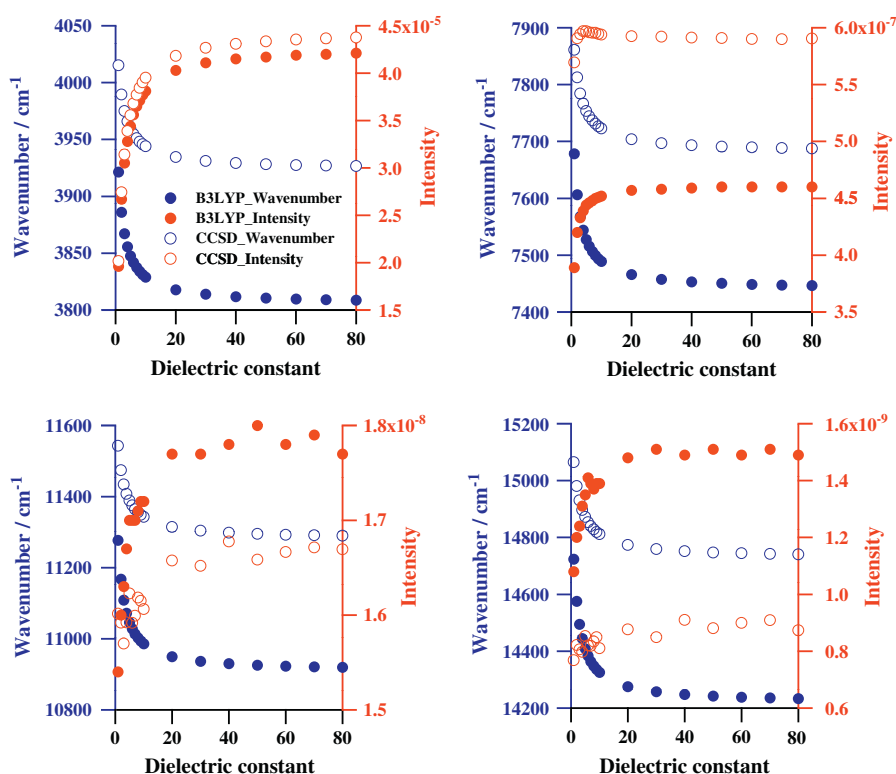 4050
4000
3950
3900
3850
3800
Wavenumber / cm-1
4.5x10-5
4.0
3.5
3.0
2.5
2.0
1.5
Intensity
B3LYP_Wavenumber
B3LYP_Intensity
CCSD_Wavenumber
CCSD_Intensity
0 20 40 60 80
Dielectric constant
7900
7800
7700
7600
7500
7400
Wavenumber / cm-1
6.0x10-7
5.5
5.0
4.5
4.0
3.5
Intensity
0 20 40 60 80
Dielectric constant
11600
11400
11200
11000
10800
Wavenumber / cm-1
1.8x10-8
1.7
1.6
1.5
Intensity
0 20 40 60 80
Dielectric constant
15200
15000
14800
14600
14400
14200
Wavenumber / cm-1
1.6x10-9
1.4
1.2
1.0
0.8
0.6
Intensity
0 20 40 60 80
Dielectric constant